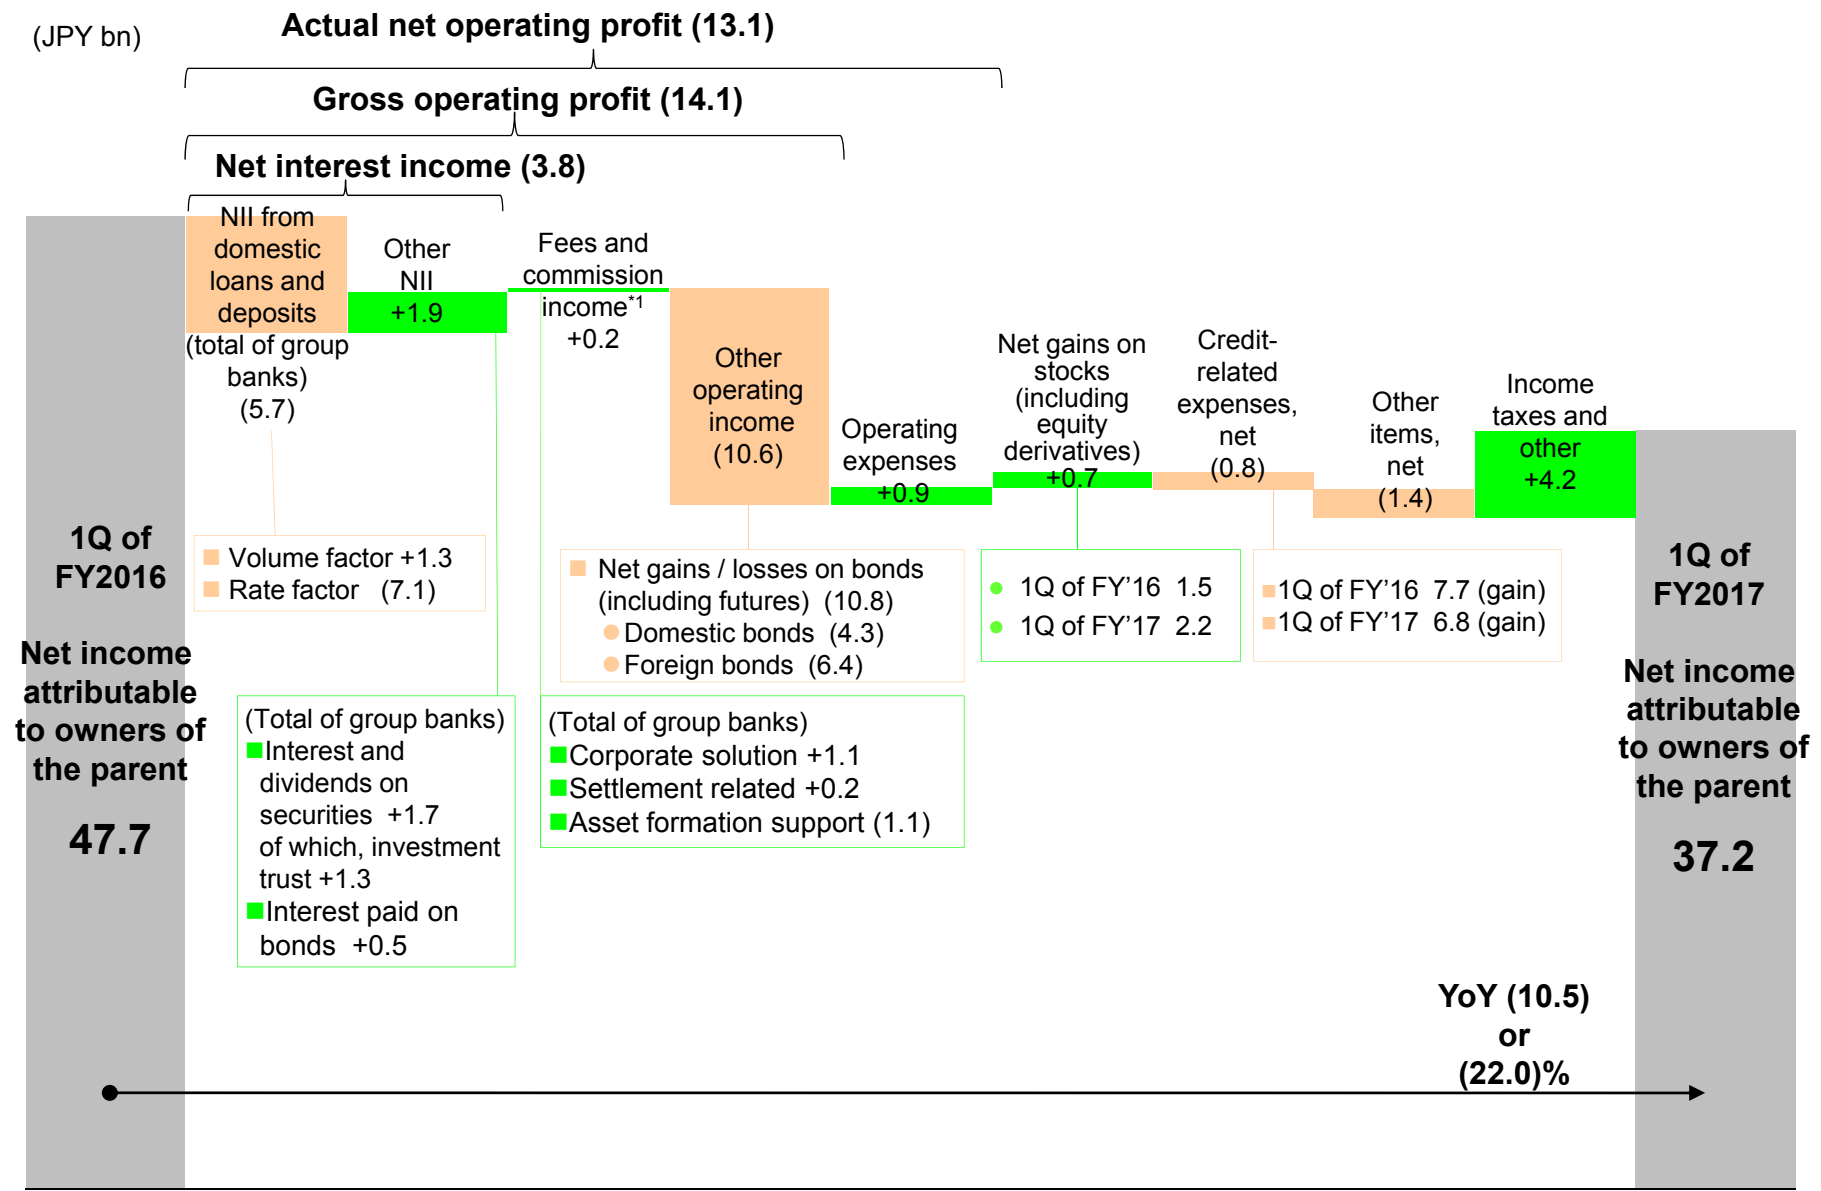 (JPY bn)
Actual net operating profit (13.1)
Gross operating profit (14.1)
Net interest income (3.8)
NII from
domestic
loans and
deposits
(total of group
banks)
(5.7)
Other
NII
+1.9
Fees and
commission
income*1
+0.2
Other
operating
income
(10.6)
Operating
expenses
+0.9
Net gains on
stocks
(including
equity
derivatives)
+0.7
Credit-
related
expenses,
net
(0.8)
Other
items,
net
(1.4)
Income
taxes and
other
+4.2
1Q of
FY2016
Net income
attributable
to owners of
the parent
47.7
Volume factor +1.3
Rate factor (7.1)
(Total of group banks)
Interest and
dividends on
securities +1.7
of which, investment
trust +1.3
Interest paid on
bonds +0.5
Net gains / losses on bonds
(including futures) (10.8)
Domestic bonds (4.3)
Foreign bonds (6.4)
(Total of group banks)
Corporate solution +1.1
Settlement related +0.2
Asset formation support (1.1)
1Q of FY'16 1.5
1Q of FY'17 2.2
1Q of FY'16 7.7 (gain)
1Q of FY'17 6.8 (gain)
1Q of
FY2017
Net income
attributable
to owners of
the parent
37.2
YoY (10.5)
or
(22.0)%